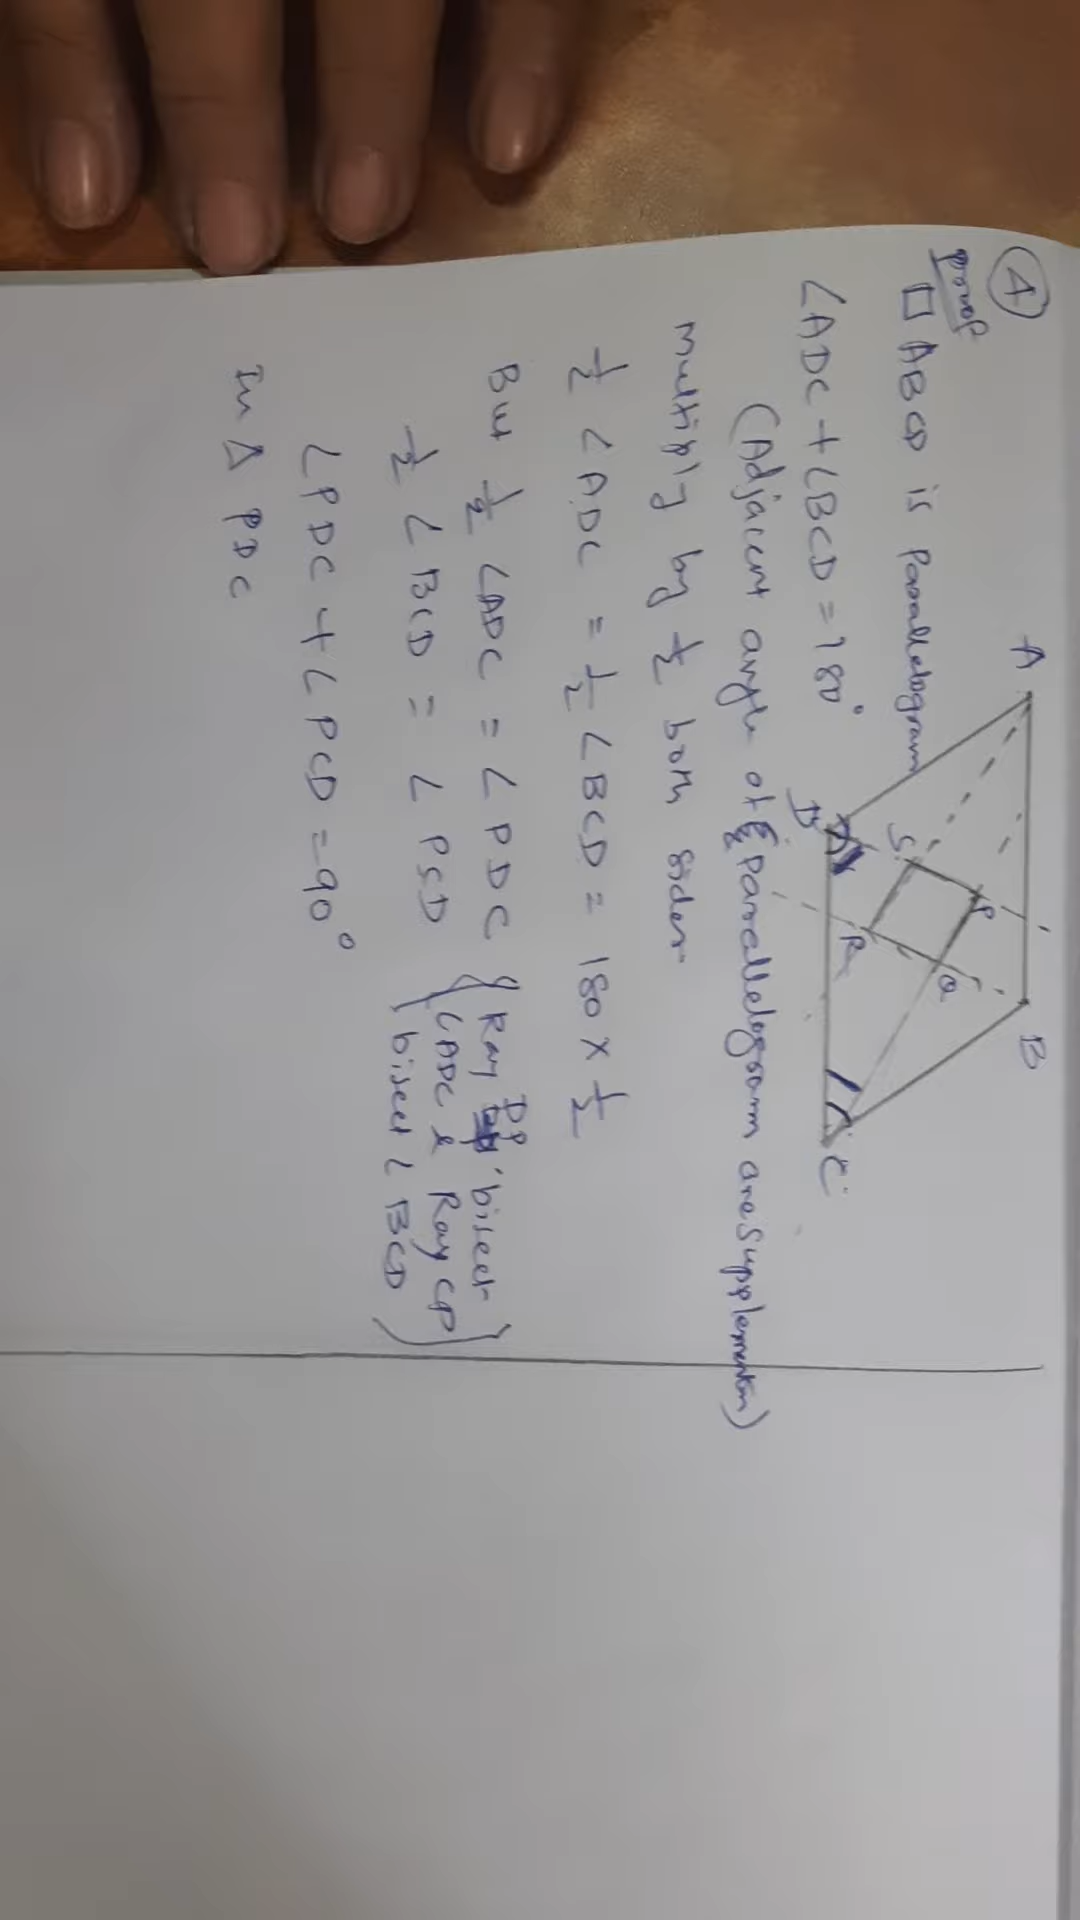 ④
Proof
□ ABCD is Parallelogram
∠ADC + ∠BCD = 180°
(Adjacent angle of Parallelogram are Supplementary)
multiply by 1/2 both sides
1/2 ∠ADC = 1/2 ∠BCD = 180 × 1/2
But 1/2 ∠ADC = ∠PDC { Ray DP bisect
∠ADC & Ray CP }
1/2 ∠BCD = ∠PCD
bisect ∠BCD )
∠PDC + ∠PCD = 90°
In △ PDC
A
B
D
S
P
R
Q
C